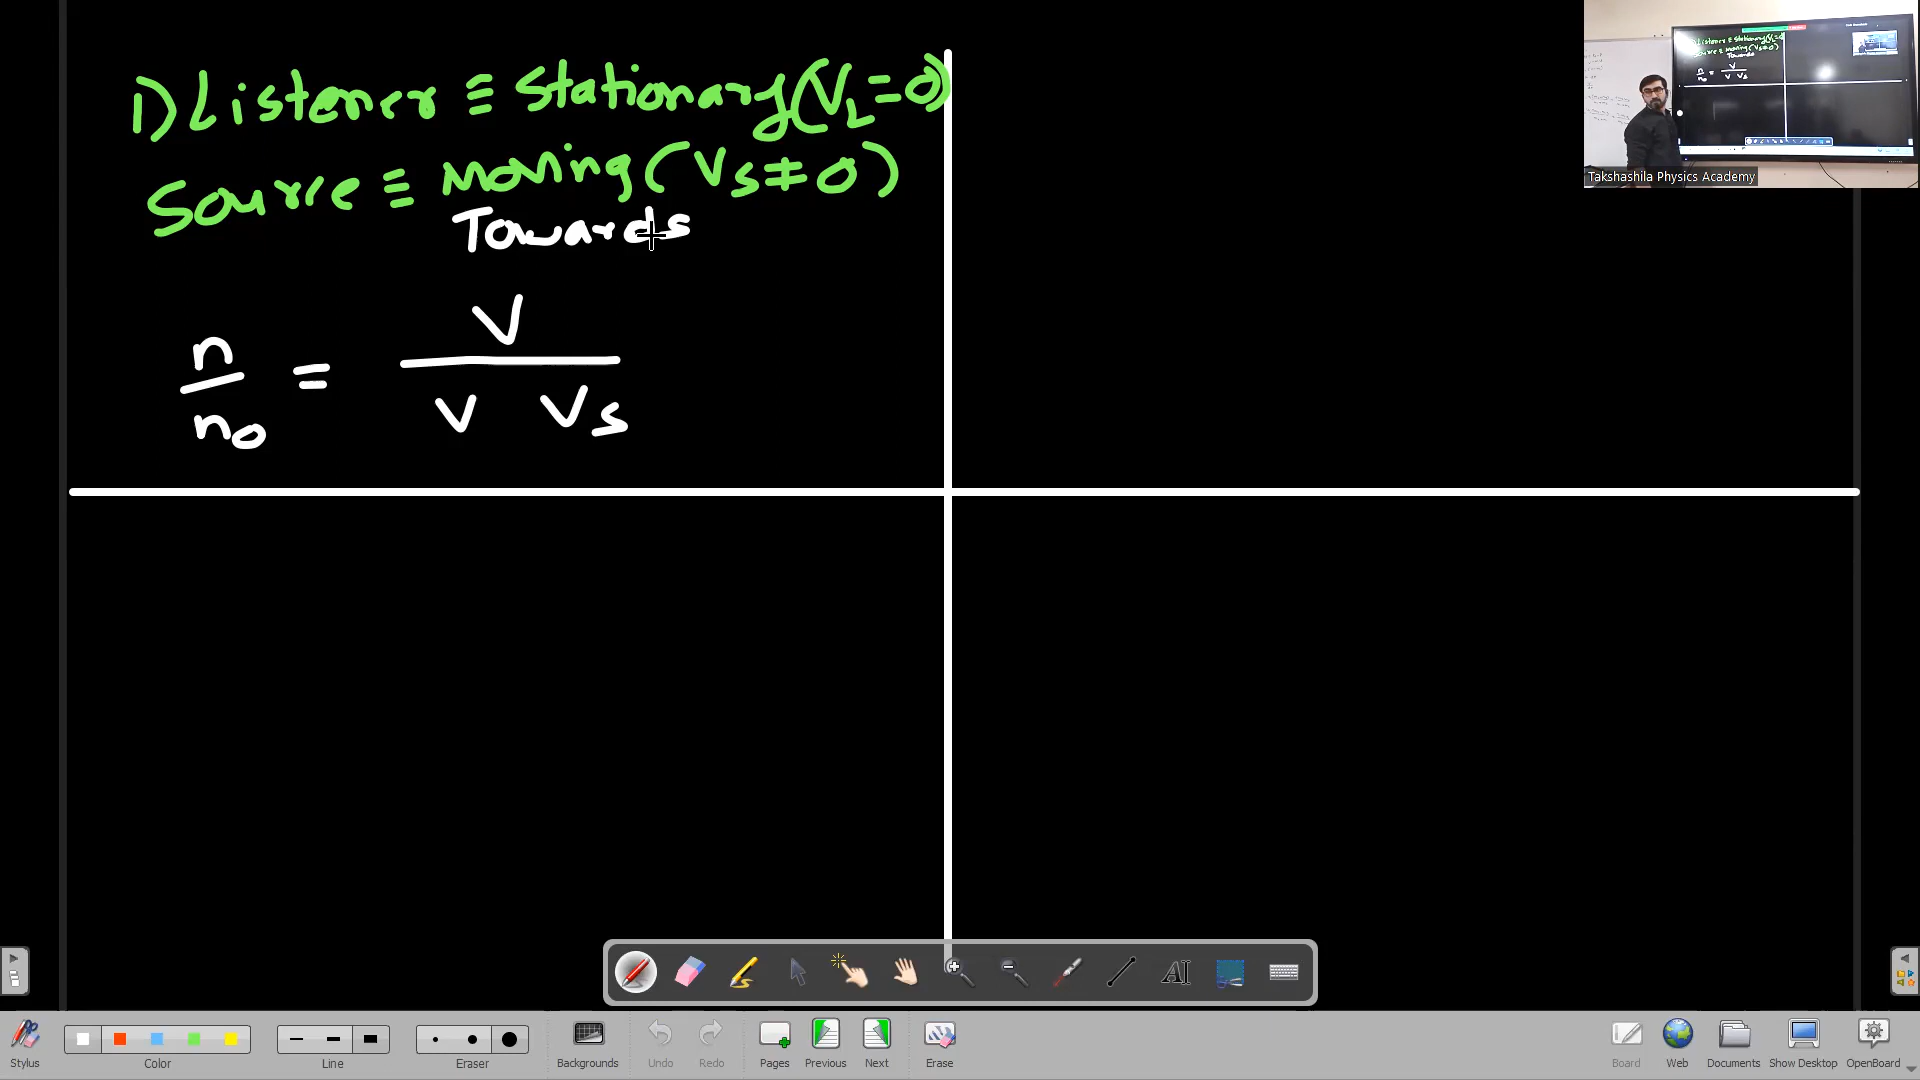 1) Listener ≡ Stationary (VL = 0)
Source ≡ moving (Vs ≠ 0)
Towards
n/n0 = V/V Vs
Takshashila Physics Academy
Stylus
Color
Line
Eraser
Backgrounds
Undo
Redo
Pages
Previous
Next
Erase
Board
Web
Documents
Show Desktop
OpenBoard